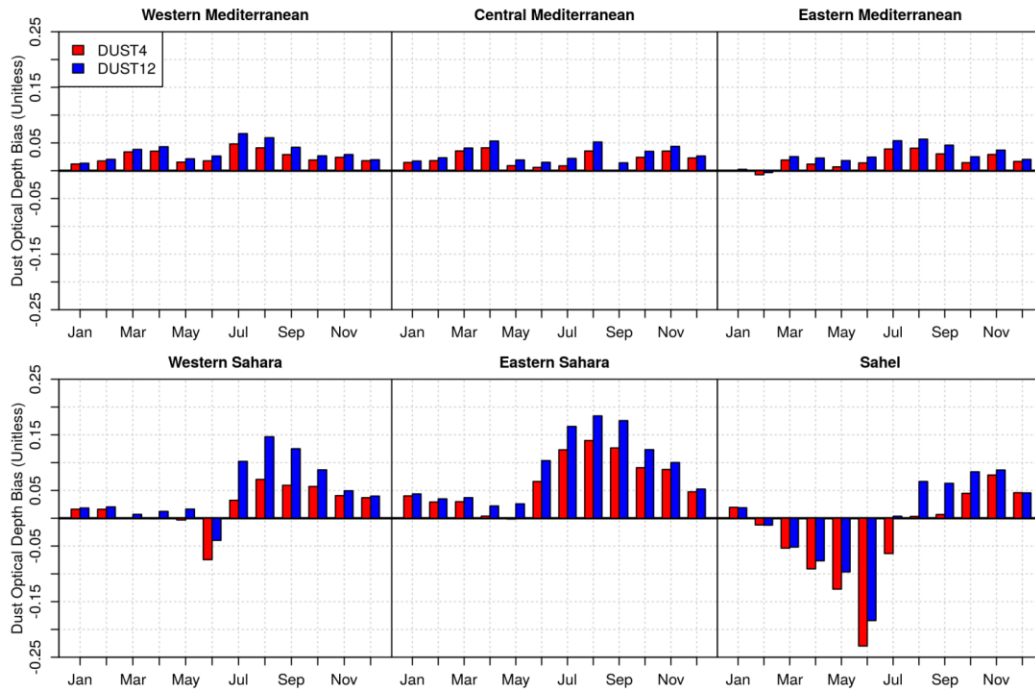 Western Mediterranean Central Mediterranean Eastern Mediterranean
Dust Optical Depth Bias (Unitless)
0.25
0.15
0.05
-0.05
-0.15
-0.25
DUST4
DUST12
Jan Mar May Jul Sep Nov Jan Mar May Jul Sep Nov Jan Mar May Jul Sep Nov
Western Sahara Eastern Sahara Sahel
Dust Optical Depth Bias (Unitless)
0.25
0.15
0.05
-0.05
-0.15
-0.25
Jan Mar May Jul Sep Nov Jan Mar May Jul Sep Nov Jan Mar May Jul Sep Nov